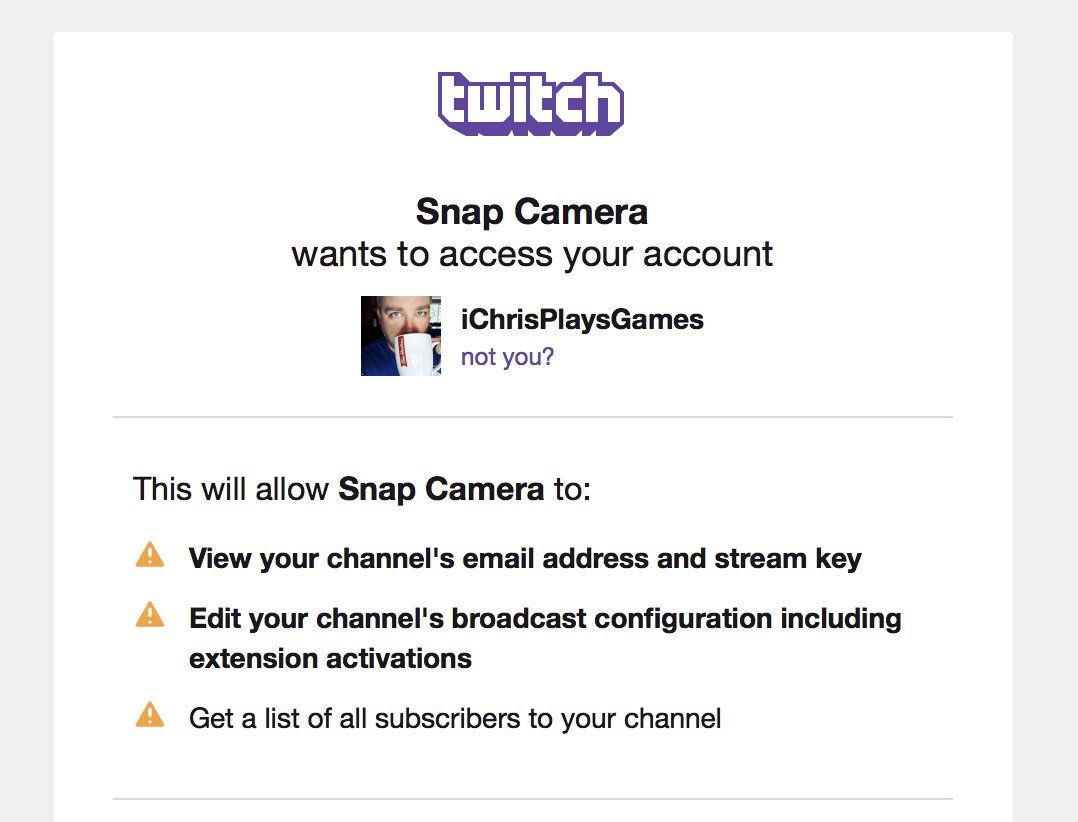 twitch
Snap Camera
wants to access your account
iChrisPlaysGames
not you?
This will allow Snap Camera to:
View your channel's email address and stream key
Edit your channel's broadcast configuration including
extension activations
Get a list of all subscribers to your channel